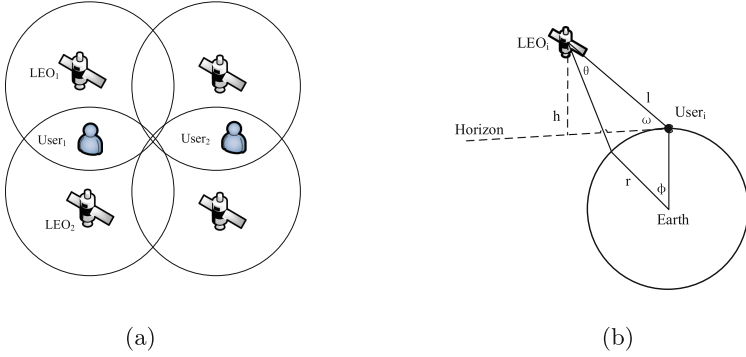 LEO₁
User₁
User₂
LEO₂
(a)
LEOᵢ
θ
l
h
Userᵢ
ω
Horizon
r
ϕ
Earth
(b)